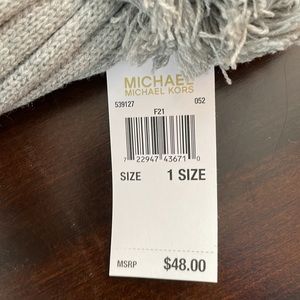 MICHAEL
MICHAEL KORS
539127 052
F21
7 22947 43671 0
SIZE 1 SIZE
MSRP $48.00